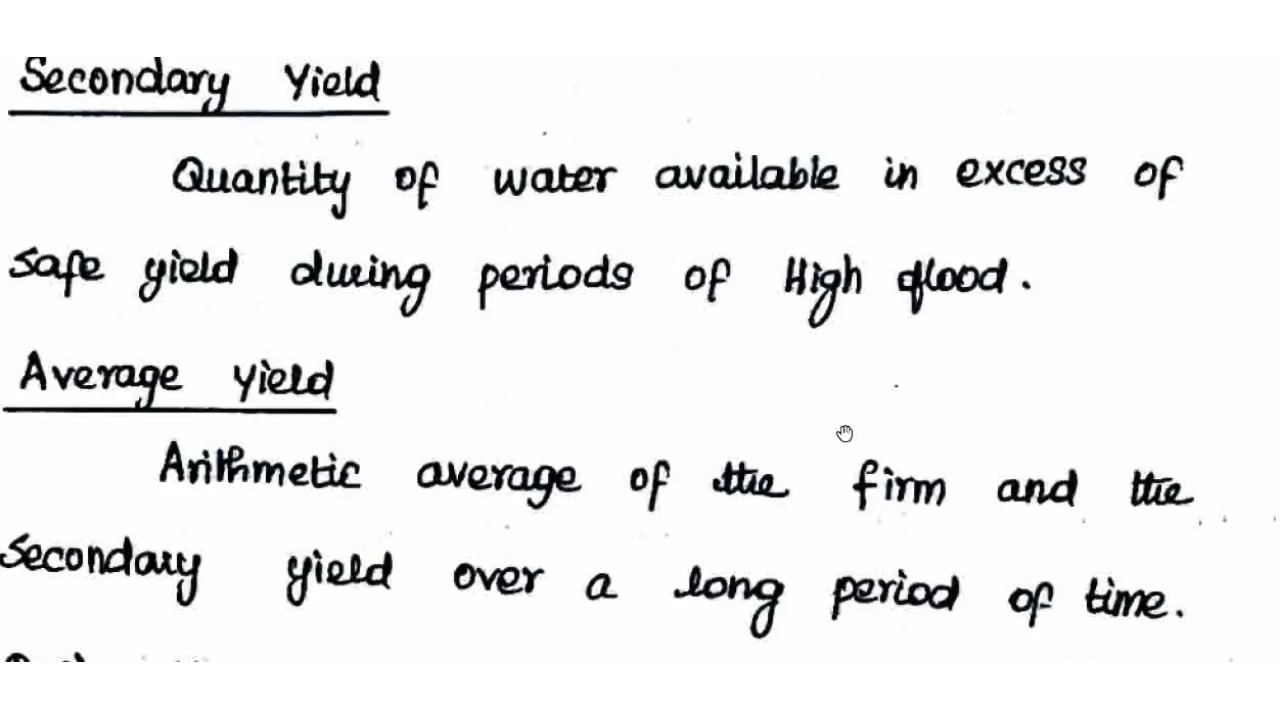 Secondary Yield
Quantity of water available in excess of
safe yield during periods of High flood.
Average Yield
Arithmetic average of the firm and the
secondary yield over a long period of time.